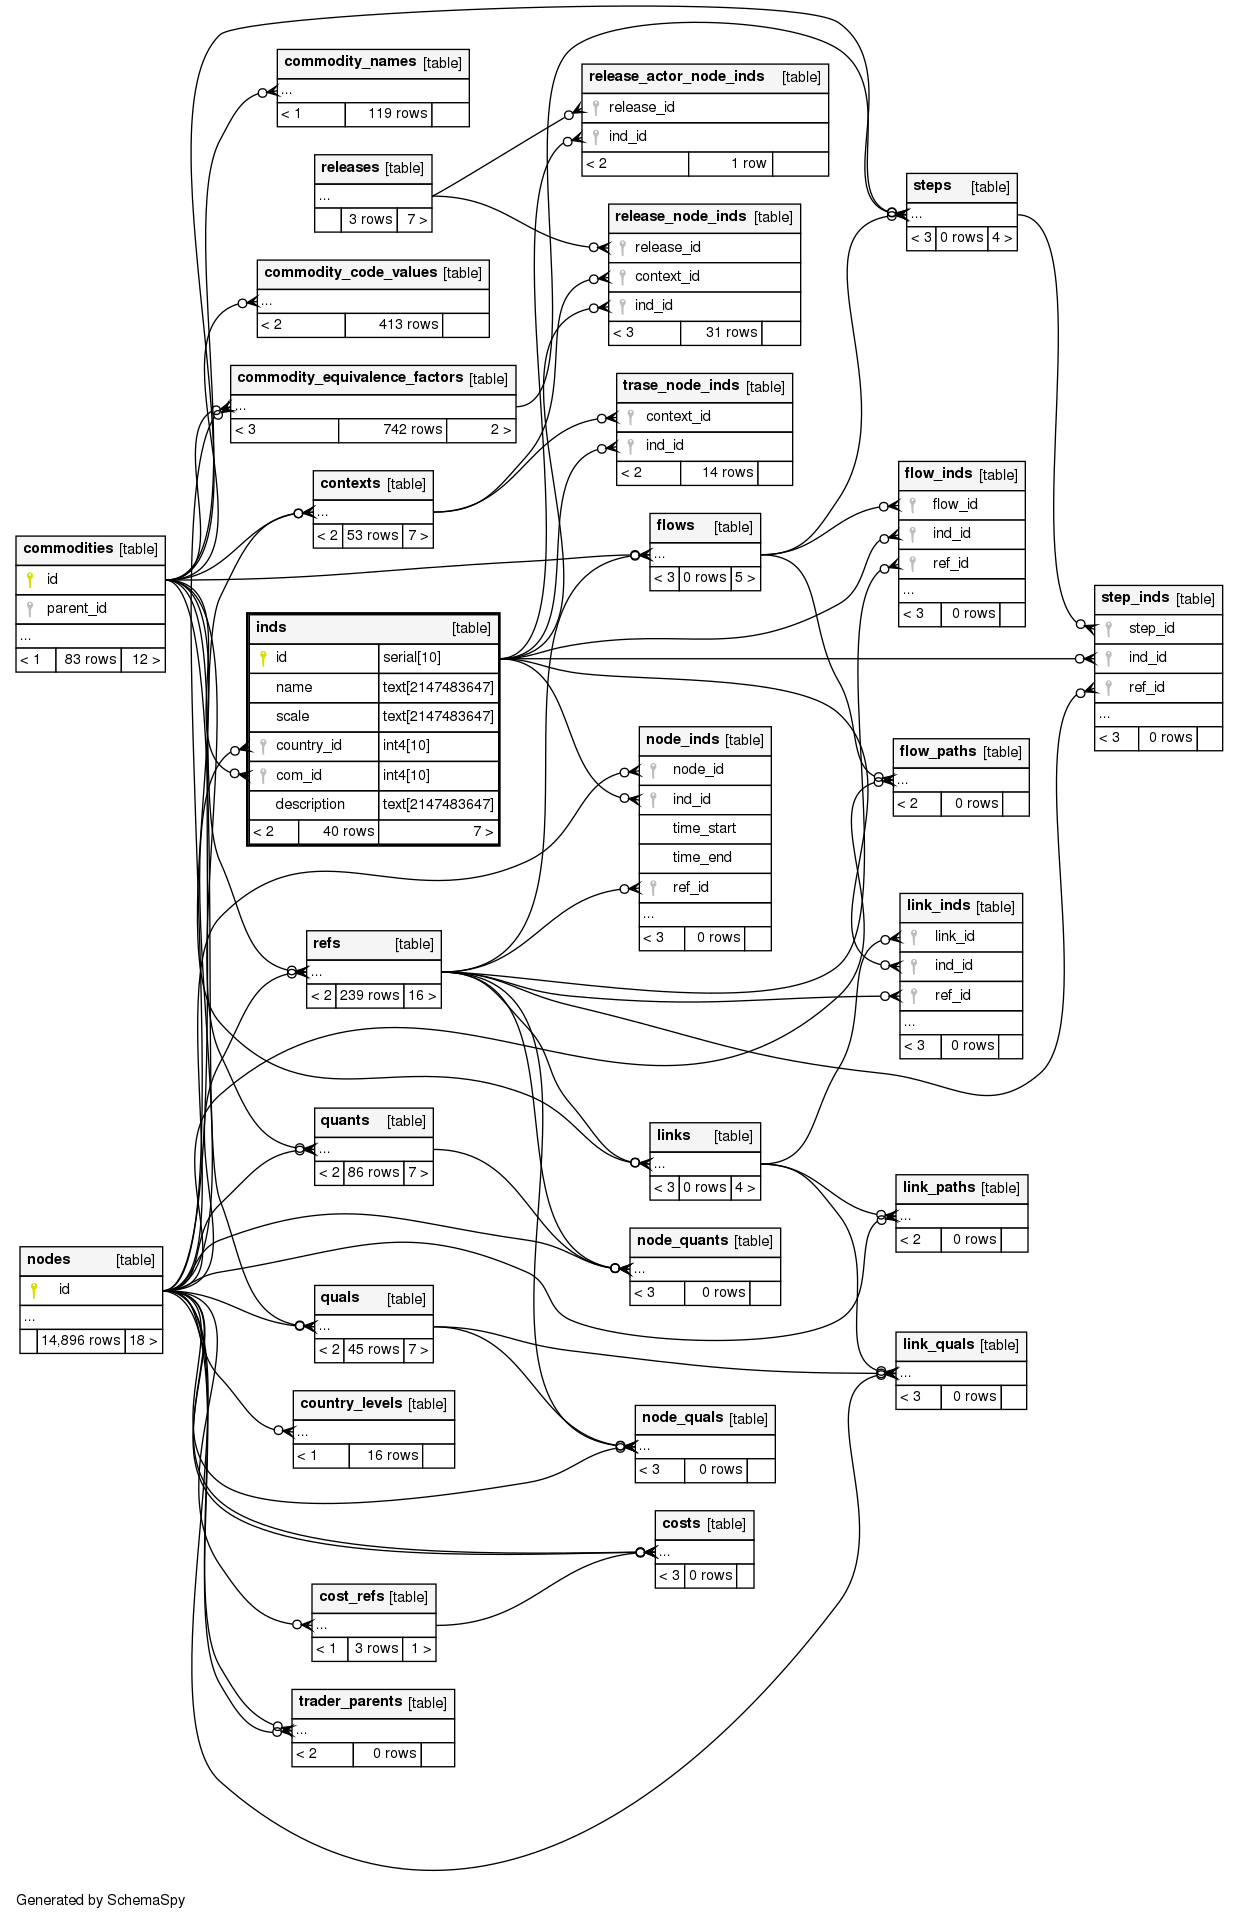 commodity_names [table]
...
< 1 119 rows
releases [table]
...
3 rows 7 >
commodity_code_values [table]
...
< 2 413 rows
commodity_equivalence_factors [table]
...
< 3 742 rows 2 >
contexts [table]
...
< 2 53 rows 7 >
commodities [table]
id
parent_id
...
< 1 83 rows 12 >
inds [table]
id serial[10]
name text[2147483647]
scale text[2147483647]
country_id int4[10]
com_id int4[10]
description text[2147483647]
< 2 40 rows 7 >
refs [table]
...
< 2 239 rows 16 >
quants [table]
...
< 2 86 rows 7 >
nodes [table]
id
...
14,896 rows 18 >
quals [table]
...
< 2 45 rows 7 >
country_levels [table]
...
< 1 16 rows
cost_refs [table]
...
< 1 3 rows 1 >
trader_parents [table]
...
< 2 0 rows
release_actor_node_inds [table]
release_id
ind_id
< 2 1 row
release_node_inds [table]
release_id
context_id
ind_id
< 3 31 rows
trase_node_inds [table]
context_id
ind_id
< 2 14 rows
flows [table]
...
< 3 0 rows 5 >
node_inds [table]
node_id
ind_id
time_start
time_end
ref_id
...
< 3 0 rows
links [table]
...
< 3 0 rows 4 >
node_quants [table]
...
< 3 0 rows
node_quals [table]
...
< 3 0 rows
costs [table]
...
< 3 0 rows
steps [table]
...
< 3 0 rows 4 >
flow_inds [table]
flow_id
ind_id
ref_id
...
< 3 0 rows
flow_paths [table]
...
< 2 0 rows
link_inds [table]
link_id
ind_id
ref_id
...
< 3 0 rows
link_paths [table]
...
< 2 0 rows
link_quals [table]
...
< 3 0 rows
step_inds [table]
step_id
ind_id
ref_id
...
< 3 0 rows
Generated by SchemaSpy